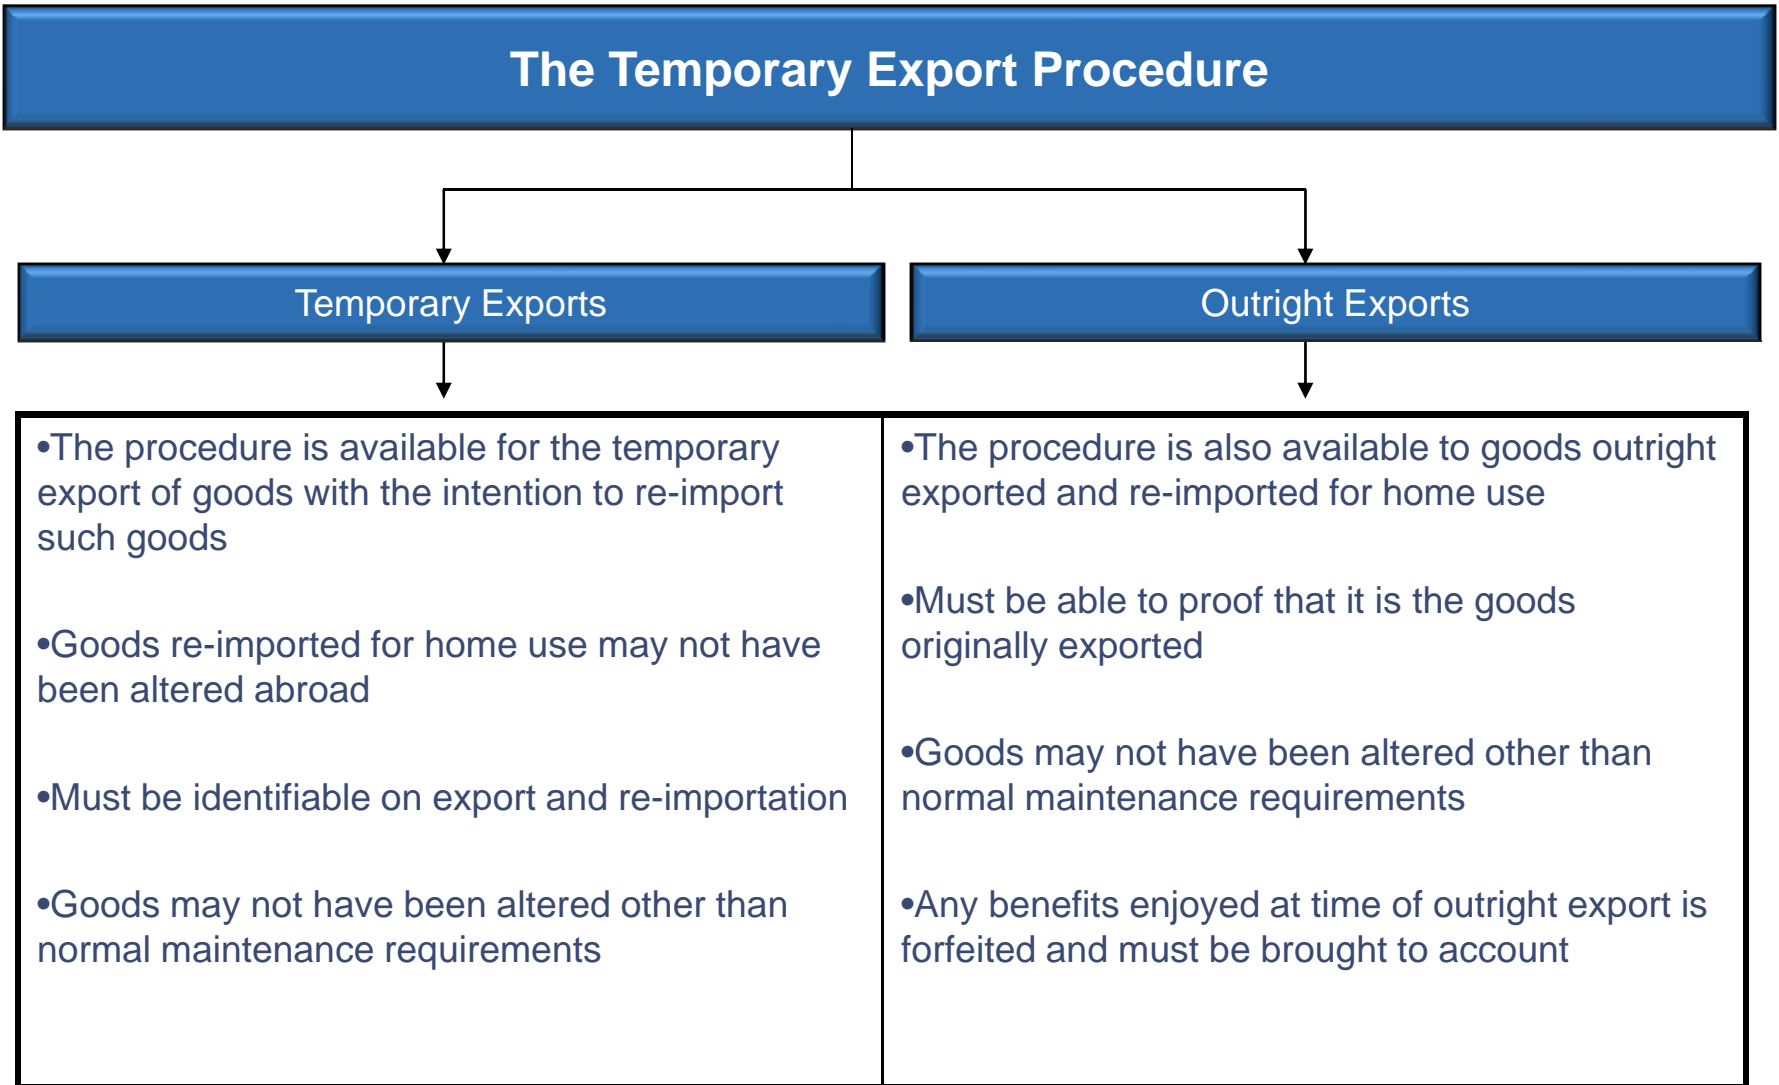 The Temporary Export Procedure
Temporary Exports
Outright Exports
•The procedure is available for the temporary
export of goods with the intention to re-import
such goods
•Goods re-imported for home use may not have
been altered abroad
•Must be identifiable on export and re-importation
•Goods may not have been altered other than
normal maintenance requirements
•The procedure is also available to goods outright
exported and re-imported for home use
•Must be able to proof that it is the goods
originally exported
•Goods may not have been altered other than
normal maintenance requirements
•Any benefits enjoyed at time of outright export is
forfeited and must be brought to account